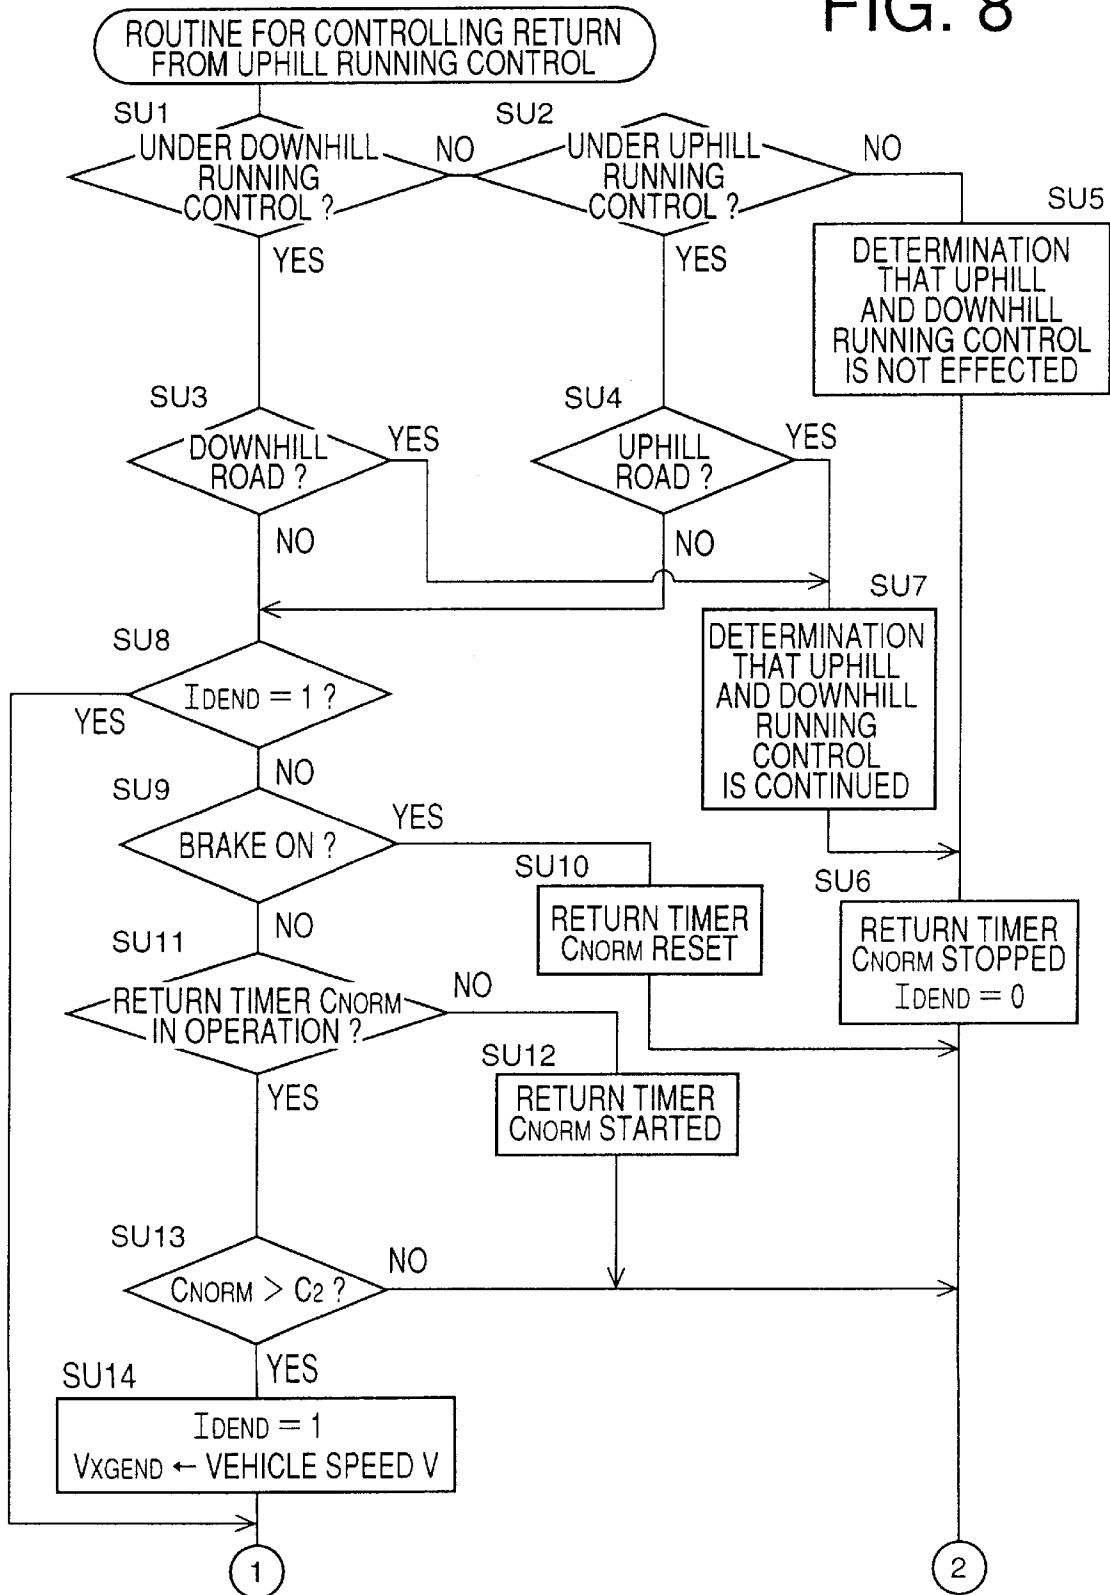 FIG. 8
ROUTINE FOR CONTROLLING RETURN
FROM UPHILL RUNNING CONTROL
SU1
UNDER DOWNHILL
RUNNING
CONTROL ?
NO
YES
SU2
UNDER UPHILL
RUNNING
CONTROL ?
NO
YES
SU5
DETERMINATION
THAT UPHILL
AND DOWNHILL
RUNNING CONTROL
IS NOT EFFECTED
SU3
DOWNHILL
ROAD ?
YES
NO
SU4
UPHILL
ROAD ?
YES
NO
SU7
DETERMINATION
THAT UPHILL
AND DOWNHILL
RUNNING
CONTROL
IS CONTINUED
SU8
IDEND = 1 ?
YES
NO
SU9
BRAKE ON ?
YES
NO
SU10
RETURN TIMER
CNORM RESET
SU6
RETURN TIMER
CNORM STOPPED
IDEND = 0
SU11
RETURN TIMER CNORM
IN OPERATION ?
NO
YES
SU12
RETURN TIMER
CNORM STARTED
SU13
CNORM > C2 ?
NO
YES
SU14
IDEND = 1
VXGEND ← VEHICLE SPEED V
1
2